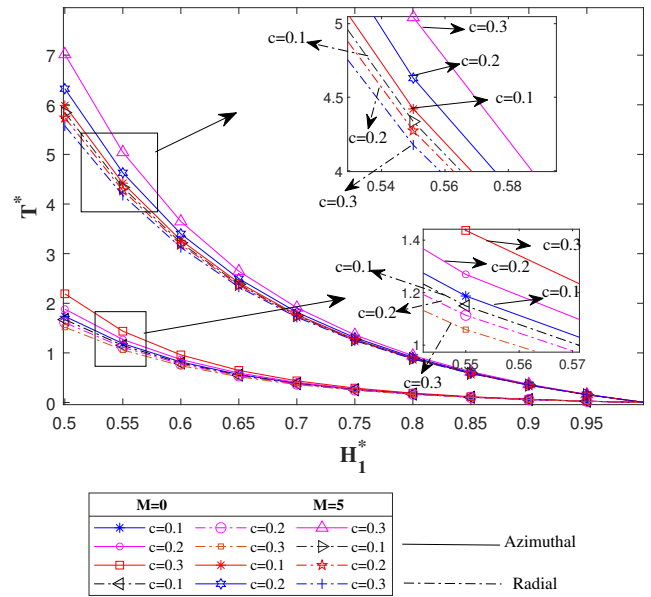 T*
7
6
5
4
3
2
1
0
0.5
0.55
0.6
0.65
0.7
0.75
0.8
0.85
0.9
0.95
H₁*
5
4.5
4
0.54
0.56
0.58
c=0.1
c=0.3
c=0.2
c=0.1
c=0.2
c=0.3
1.4
1.2
1
0.55
0.56
0.57
c=0.3
c=0.2
c=0.1
c=0.1
c=0.2
c=0.3
M=0 M=5
c=0.1 c=0.2 c=0.3
c=0.2 c=0.3 c=0.1
c=0.3 c=0.1 c=0.2
c=0.1 c=0.2 c=0.3
Azimuthal
Radial